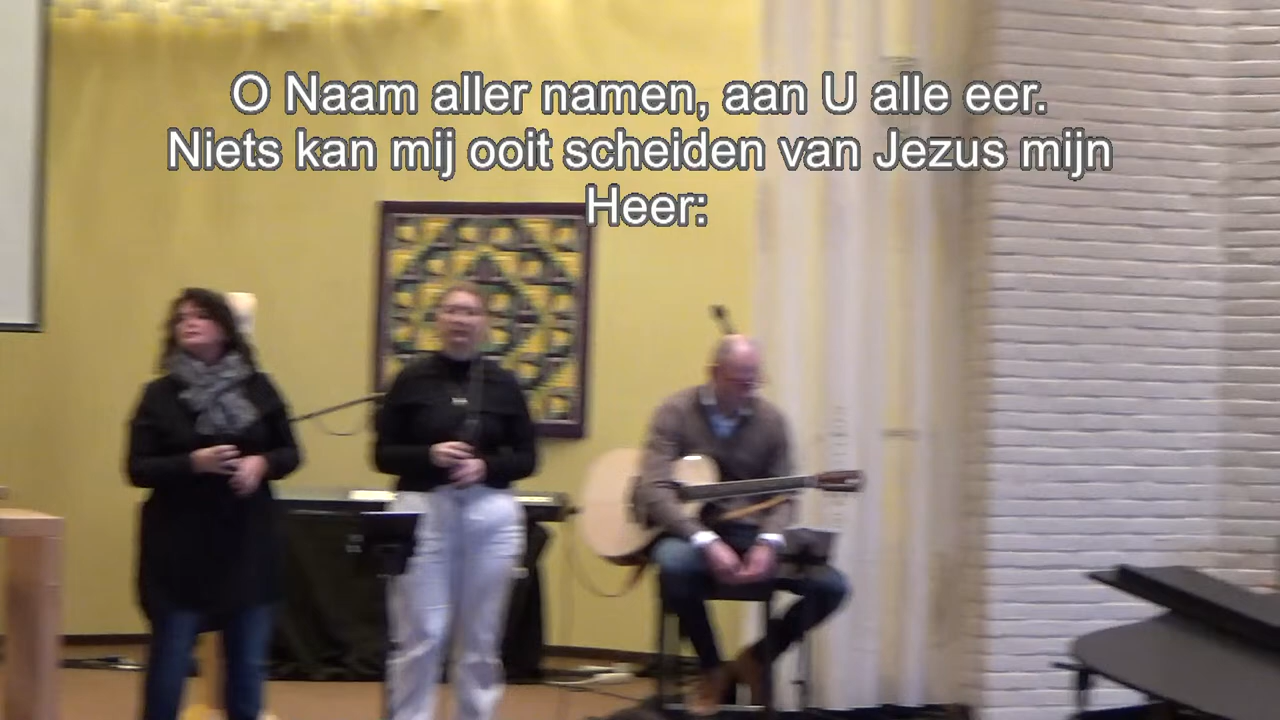 O Naam aller namen, aan U alle eer.
Niets kan mij ooit scheiden van Jezus mijn
Heer: